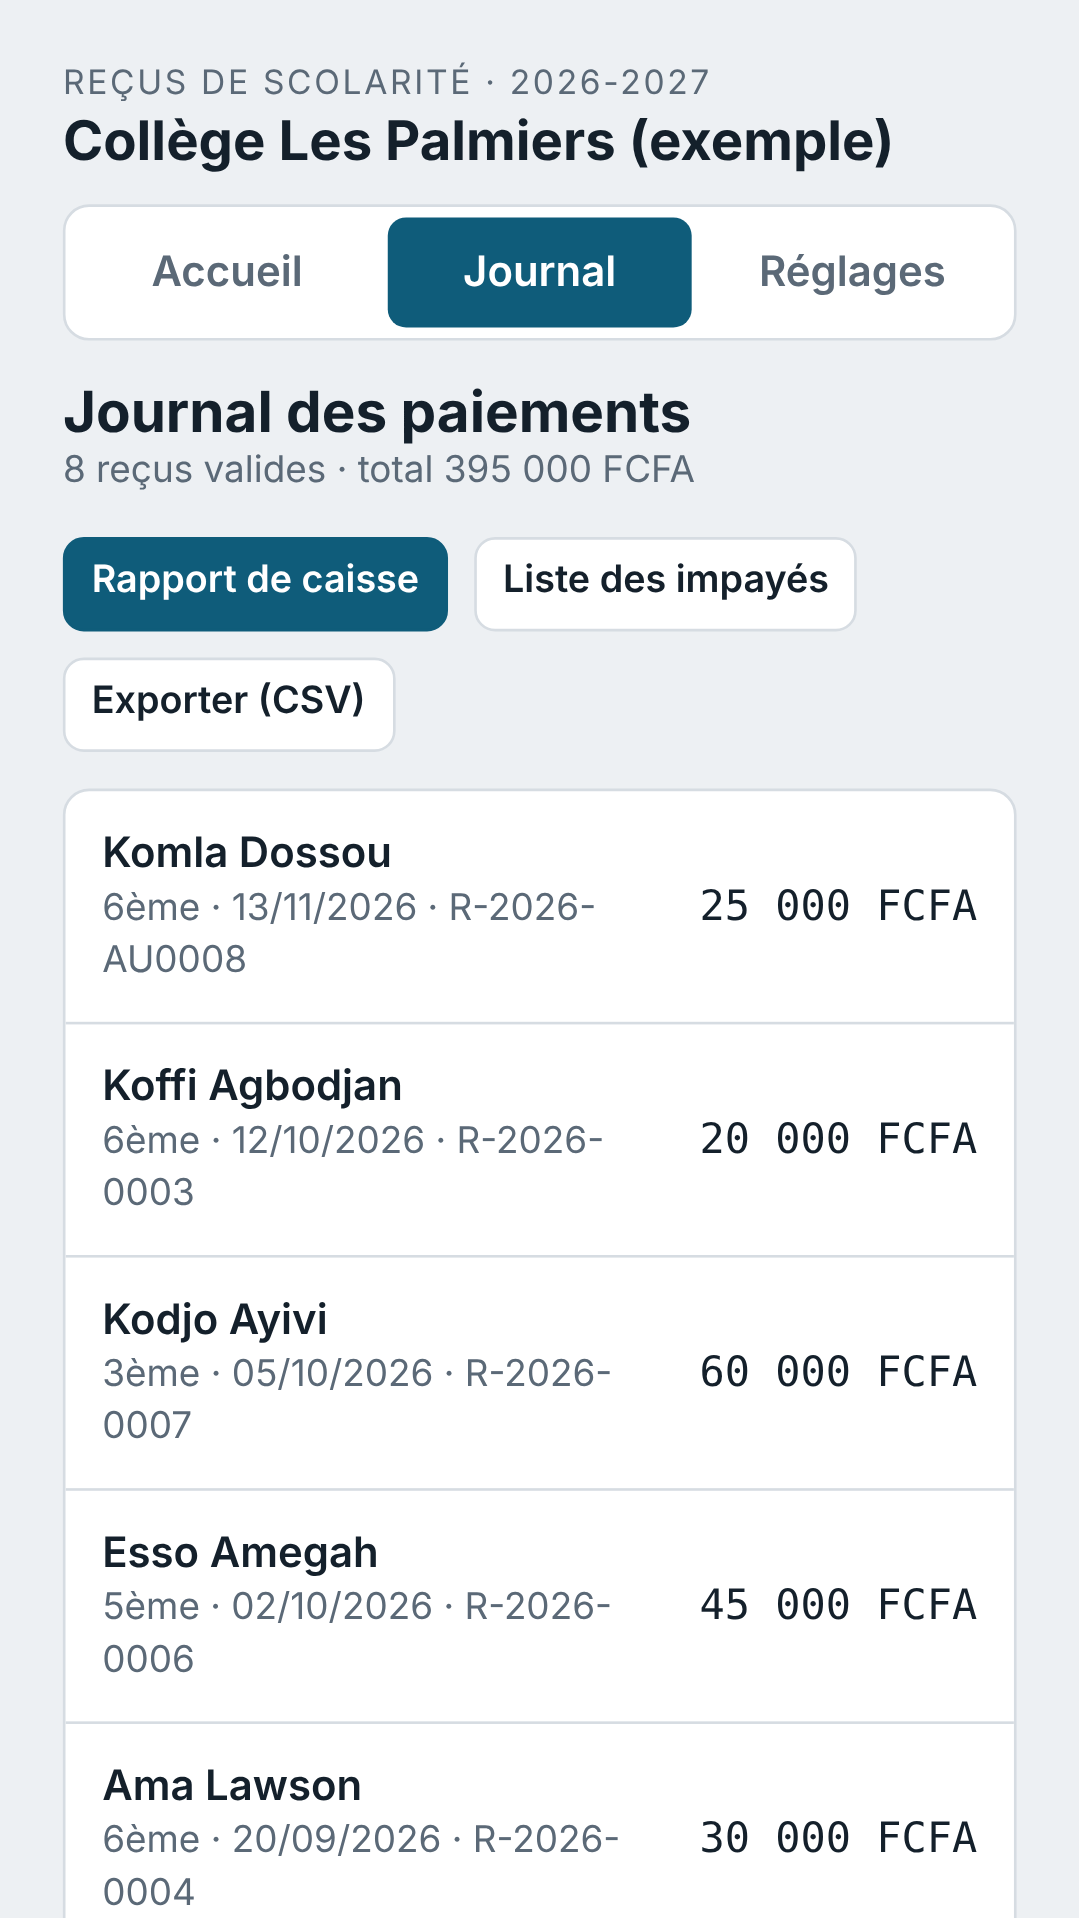 REÇUS DE SCOLARITÉ · 2026-2027
Collège Les Palmiers (exemple)
Accueil
Journal
Réglages
Journal des paiements
8 reçus valides · total 395 000 FCFA
Rapport de caisse
Liste des impayés
Exporter (CSV)
Komla Dossou
6ème · 13/11/2026 · R-2026-
AU0008
25 000 FCFA
Koffi Agbodjan
6ème · 12/10/2026 · R-2026-
0003
20 000 FCFA
Kodjo Ayivi
3ème · 05/10/2026 · R-2026-
0007
60 000 FCFA
Esso Amegah
5ème · 02/10/2026 · R-2026-
0006
45 000 FCFA
Ama Lawson
6ème · 20/09/2026 · R-2026-
0004
30 000 FCFA